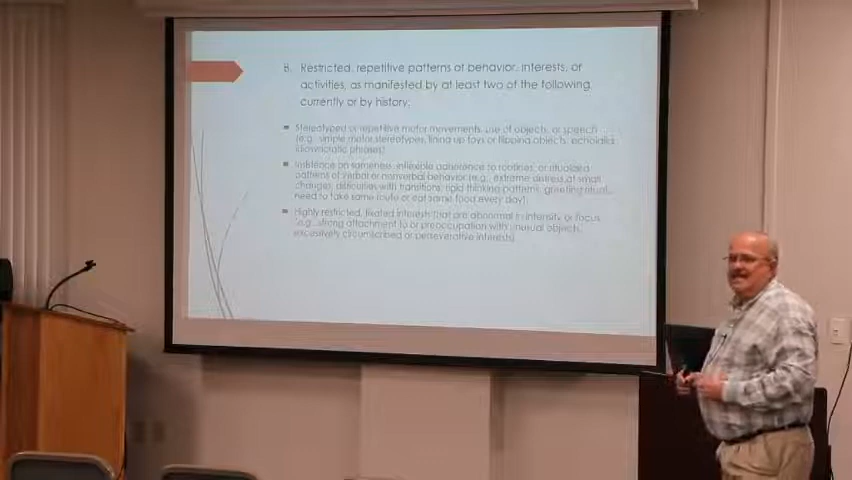 B. Restricted, repetitive patterns of behavior, interests, or
activities, as manifested by at least two of the following,
currently or by history:
Stereotyped or repetitive motor movements, use of objects, or speech
(e.g., simple motor stereotypes, lining up toys or flipping objects, echolalia,
idiosyncratic phrases)
Insistence on sameness, inflexible adherence to routines, or ritualized
patterns of verbal or nonverbal behavior (e.g., extreme distress at small
changes, difficulties with transitions, rigid thinking patterns, greeting rituals,
need to take same route or eat same food every day)
Highly restricted, fixated interests that are abnormal in intensity or focus
(e.g., strong attachment to or preoccupation with unusual objects,
excessively circumscribed or perseverative interests)